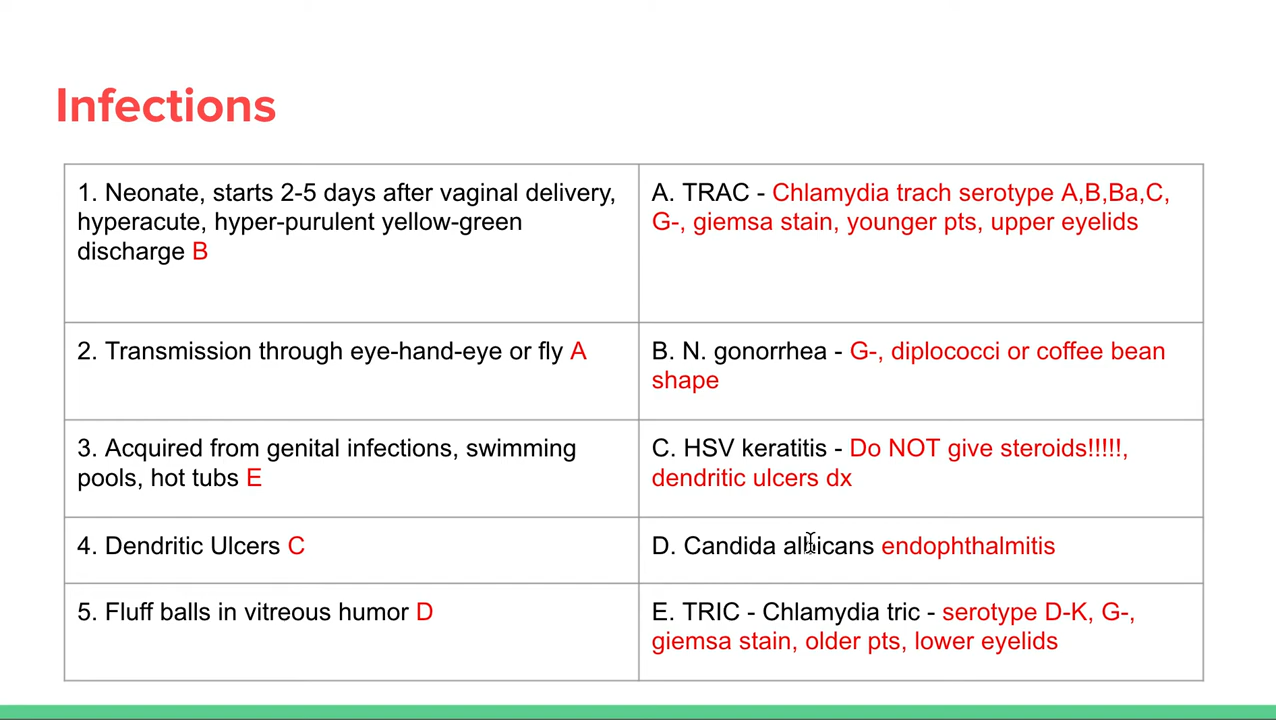 Infections
1. Neonate, starts 2-5 days after vaginal delivery,
hyperacute, hyper-purulent yellow-green
discharge B
A. TRAC - Chlamydia trach serotype A,B,Ba,C,
G-, giemsa stain, younger pts, upper eyelids
2. Transmission through eye-hand-eye or fly A
B. N. gonorrhea - G-, diplococci or coffee bean
shape
3. Acquired from genital infections, swimming
pools, hot tubs E
C. HSV keratitis - Do NOT give steroids!!!!!,
dendritic ulcers dx
4. Dendritic Ulcers C
D. Candida albicans endophthalmitis
5. Fluff balls in vitreous humor D
E. TRIC - Chlamydia tric - serotype D-K, G-,
giemsa stain, older pts, lower eyelids